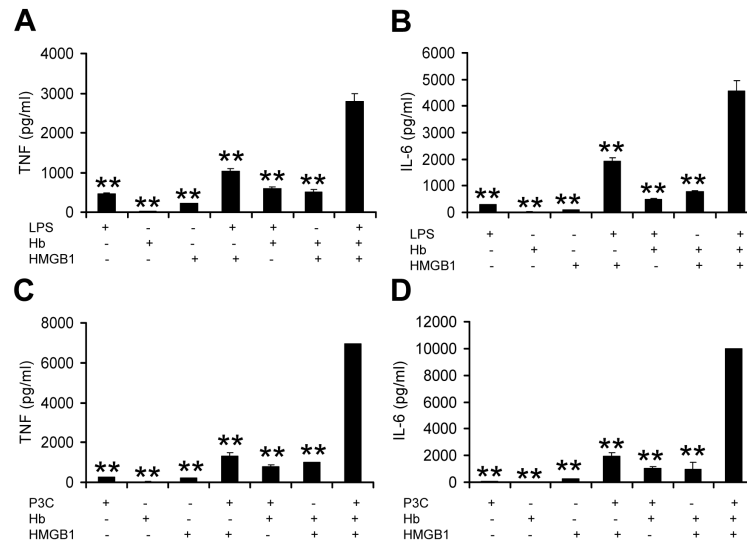 A
TNF (pg/ml)
4000
3000
2000
1000
0
** ** ** ** ** **
LPS + - - + + - +
Hb - + - - + + +
HMGB1 - - + + - + +
B
IL-6 (pg/ml)
6000
5000
4000
3000
2000
1000
0
** ** ** ** ** **
LPS + - - + + - +
Hb - + - - + + +
HMGB1 - - + + - + +
C
TNF (pg/ml)
8000
6000
4000
2000
0
** ** ** ** ** **
P3C + - - + + - +
Hb - + - - + + +
HMGB1 - - + + - + +
D
IL-6 (pg/ml)
12000
10000
8000
6000
4000
2000
0
** ** ** ** ** **
P3C + - - + + - +
Hb - + - - + + +
HMGB1 - - + + - + +